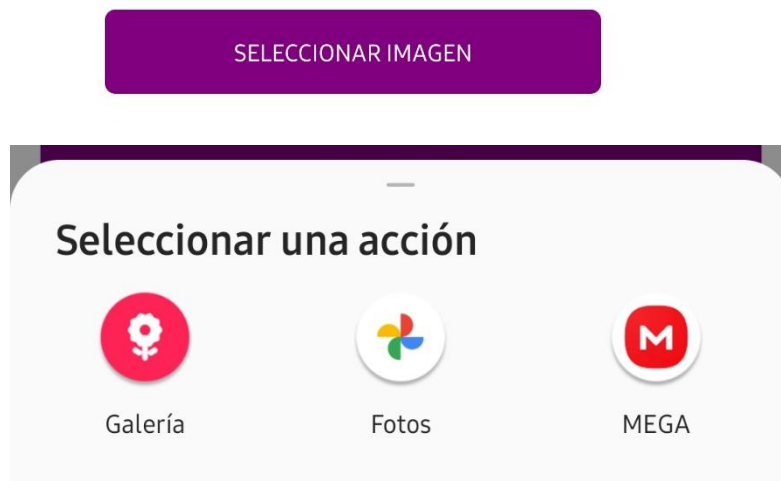 SELECCIONAR IMAGEN
Seleccionar una acción
M
Galería Fotos MEGA